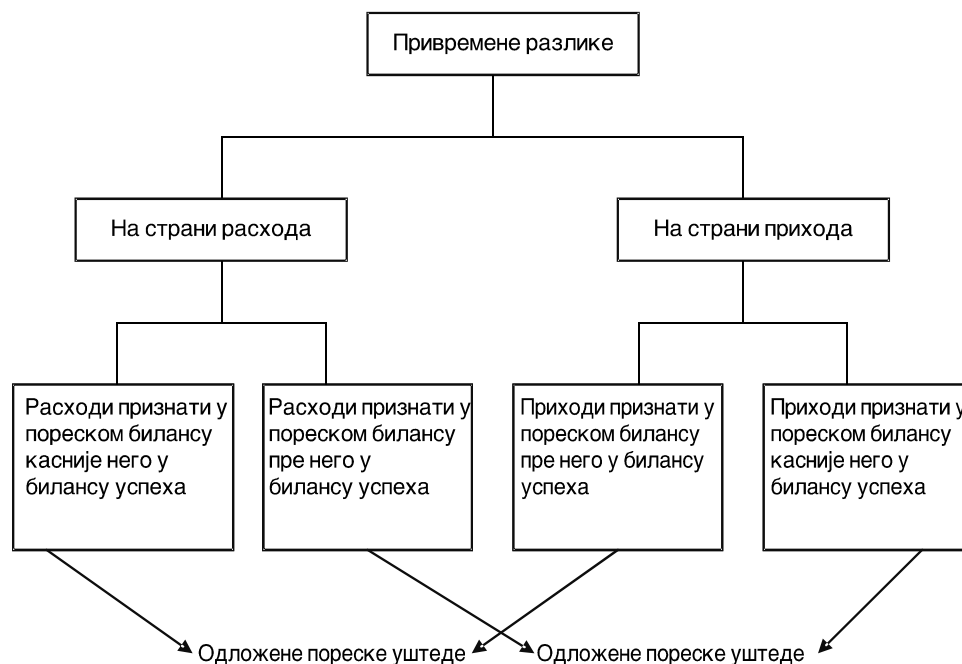 Привремене разлике
На страни расхода
На страни прихода
Расходи признати у
пореском билансу
касније него у
билансу успеха
Расходи признати у
пореском билансу
пре него у
билансу успеха
Приходи признати у
пореском билансу
пре него у билансу
успеха
Приходи признати у
пореском билансу
касније него у
билансу успеха
Одложене пореске уштеде
Одложене пореске уштеде